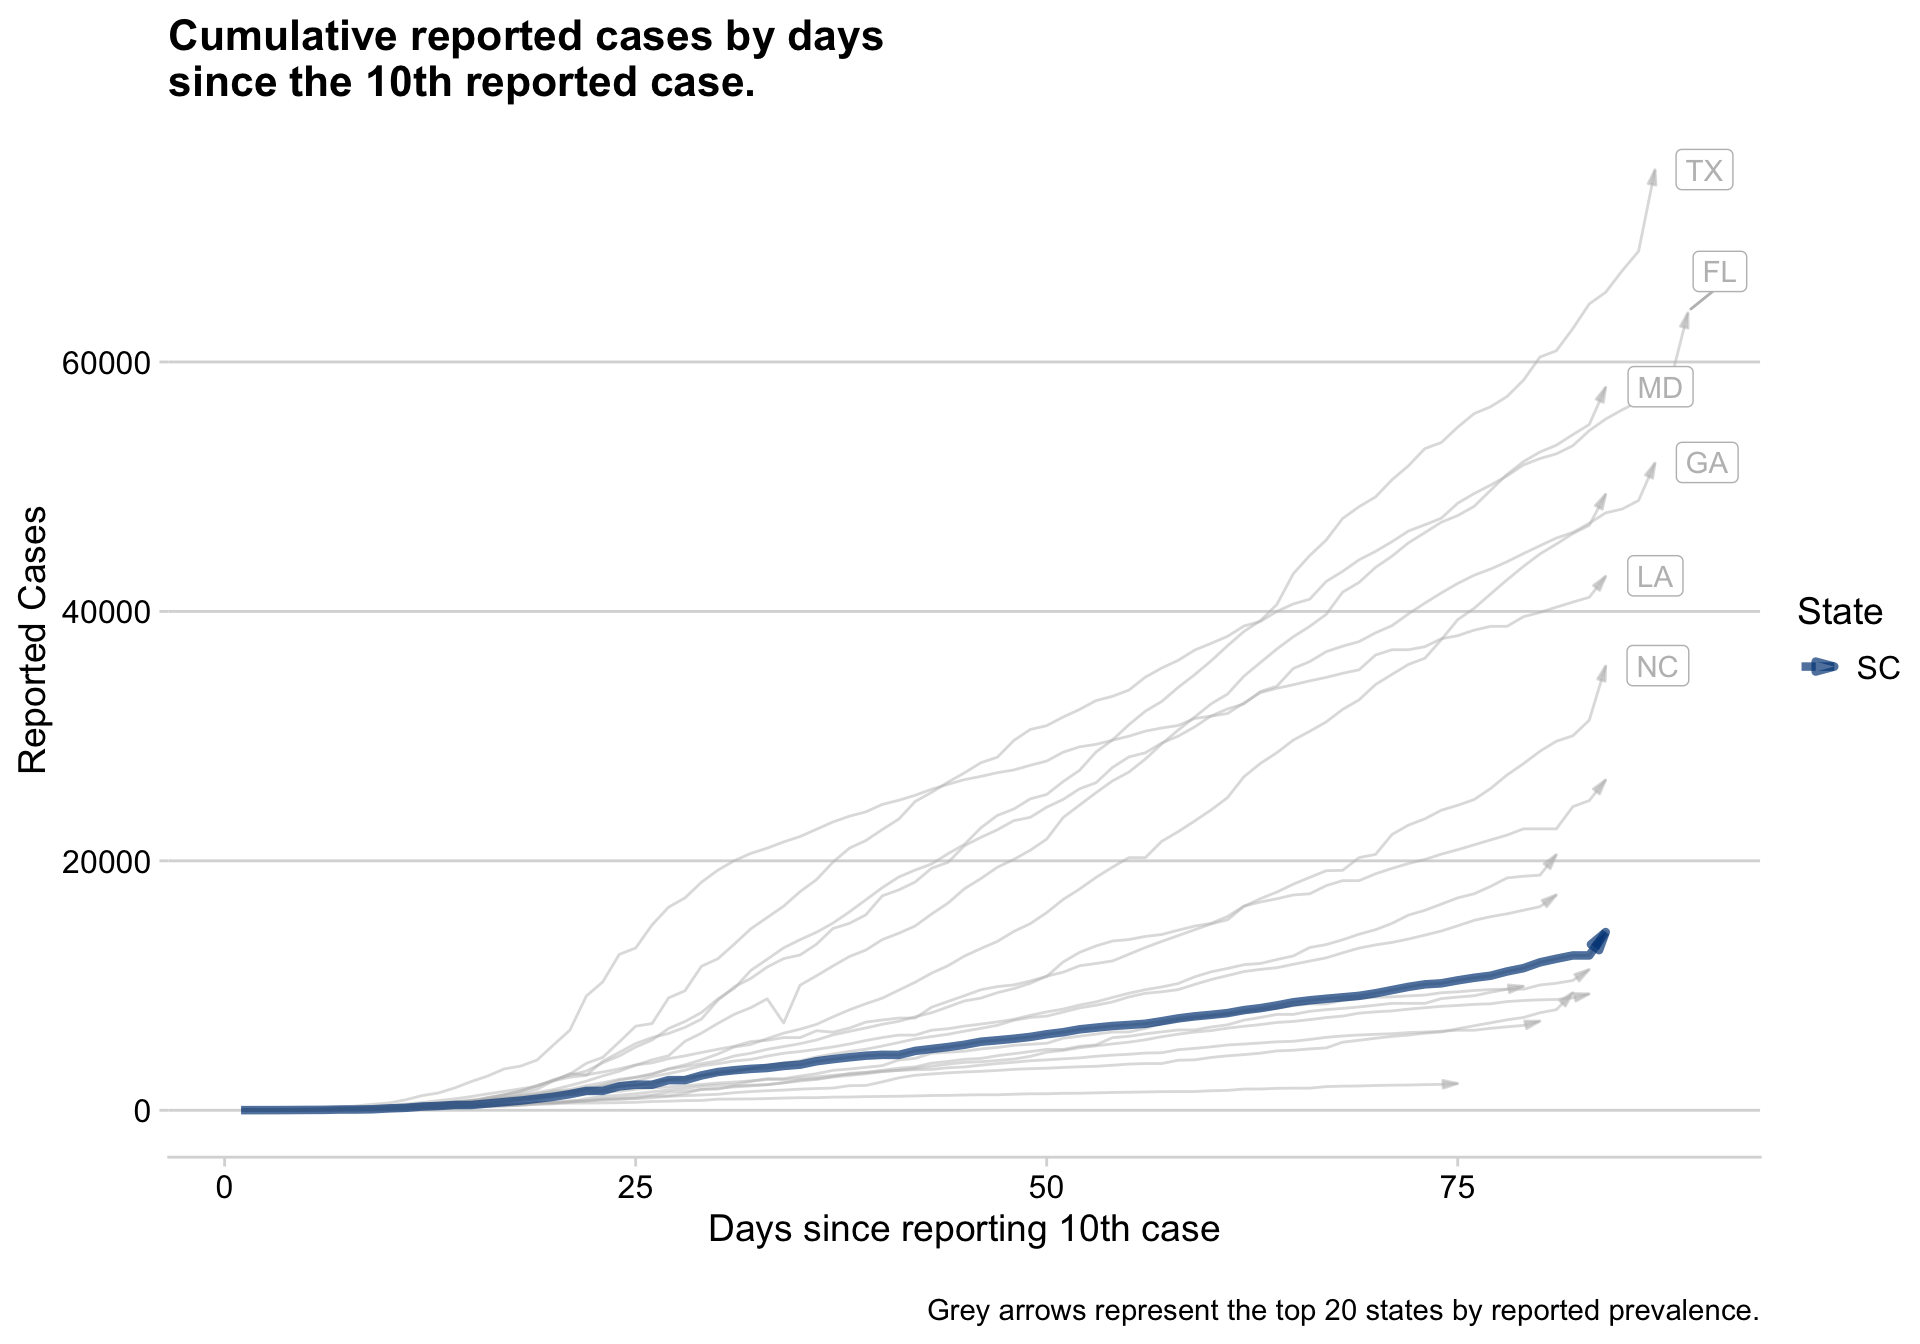 Cumulative reported cases by days
since the 10th reported case.
TX
FL
60000
MD
GA
Reported Cases
LA
40000
State
NC
SC
20000
0
0
25
50
75
Days since reporting 10th case
Grey arrows represent the top 20 states by reported prevalence.